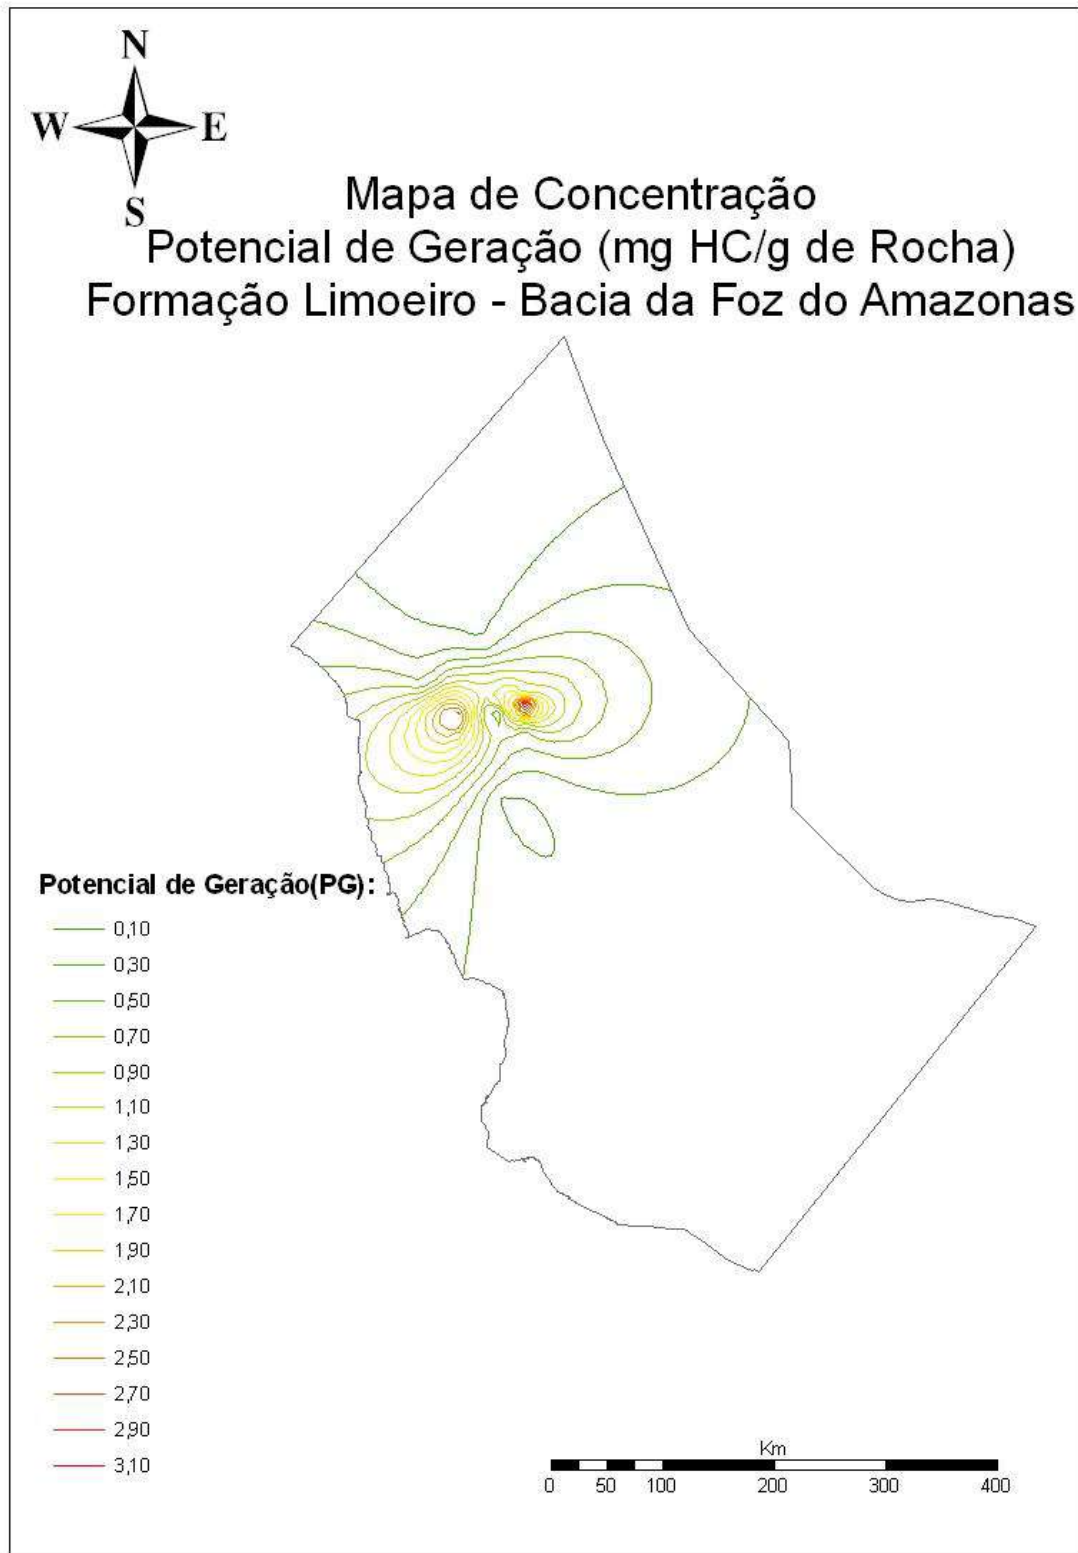 N
W E
S
Mapa de Concentração
Potencial de Geração (mg HC/g de Rocha)
Formação Limoeiro - Bacia da Foz do Amazonas
Potencial de Geração(PG):
0,10
0,30
0,50
0,70
0,90
1,10
1,30
1,50
1,70
1,90
2,10
2,30
2,50
2,70
2,90
3,10
Km
0 50 100 200 300 400